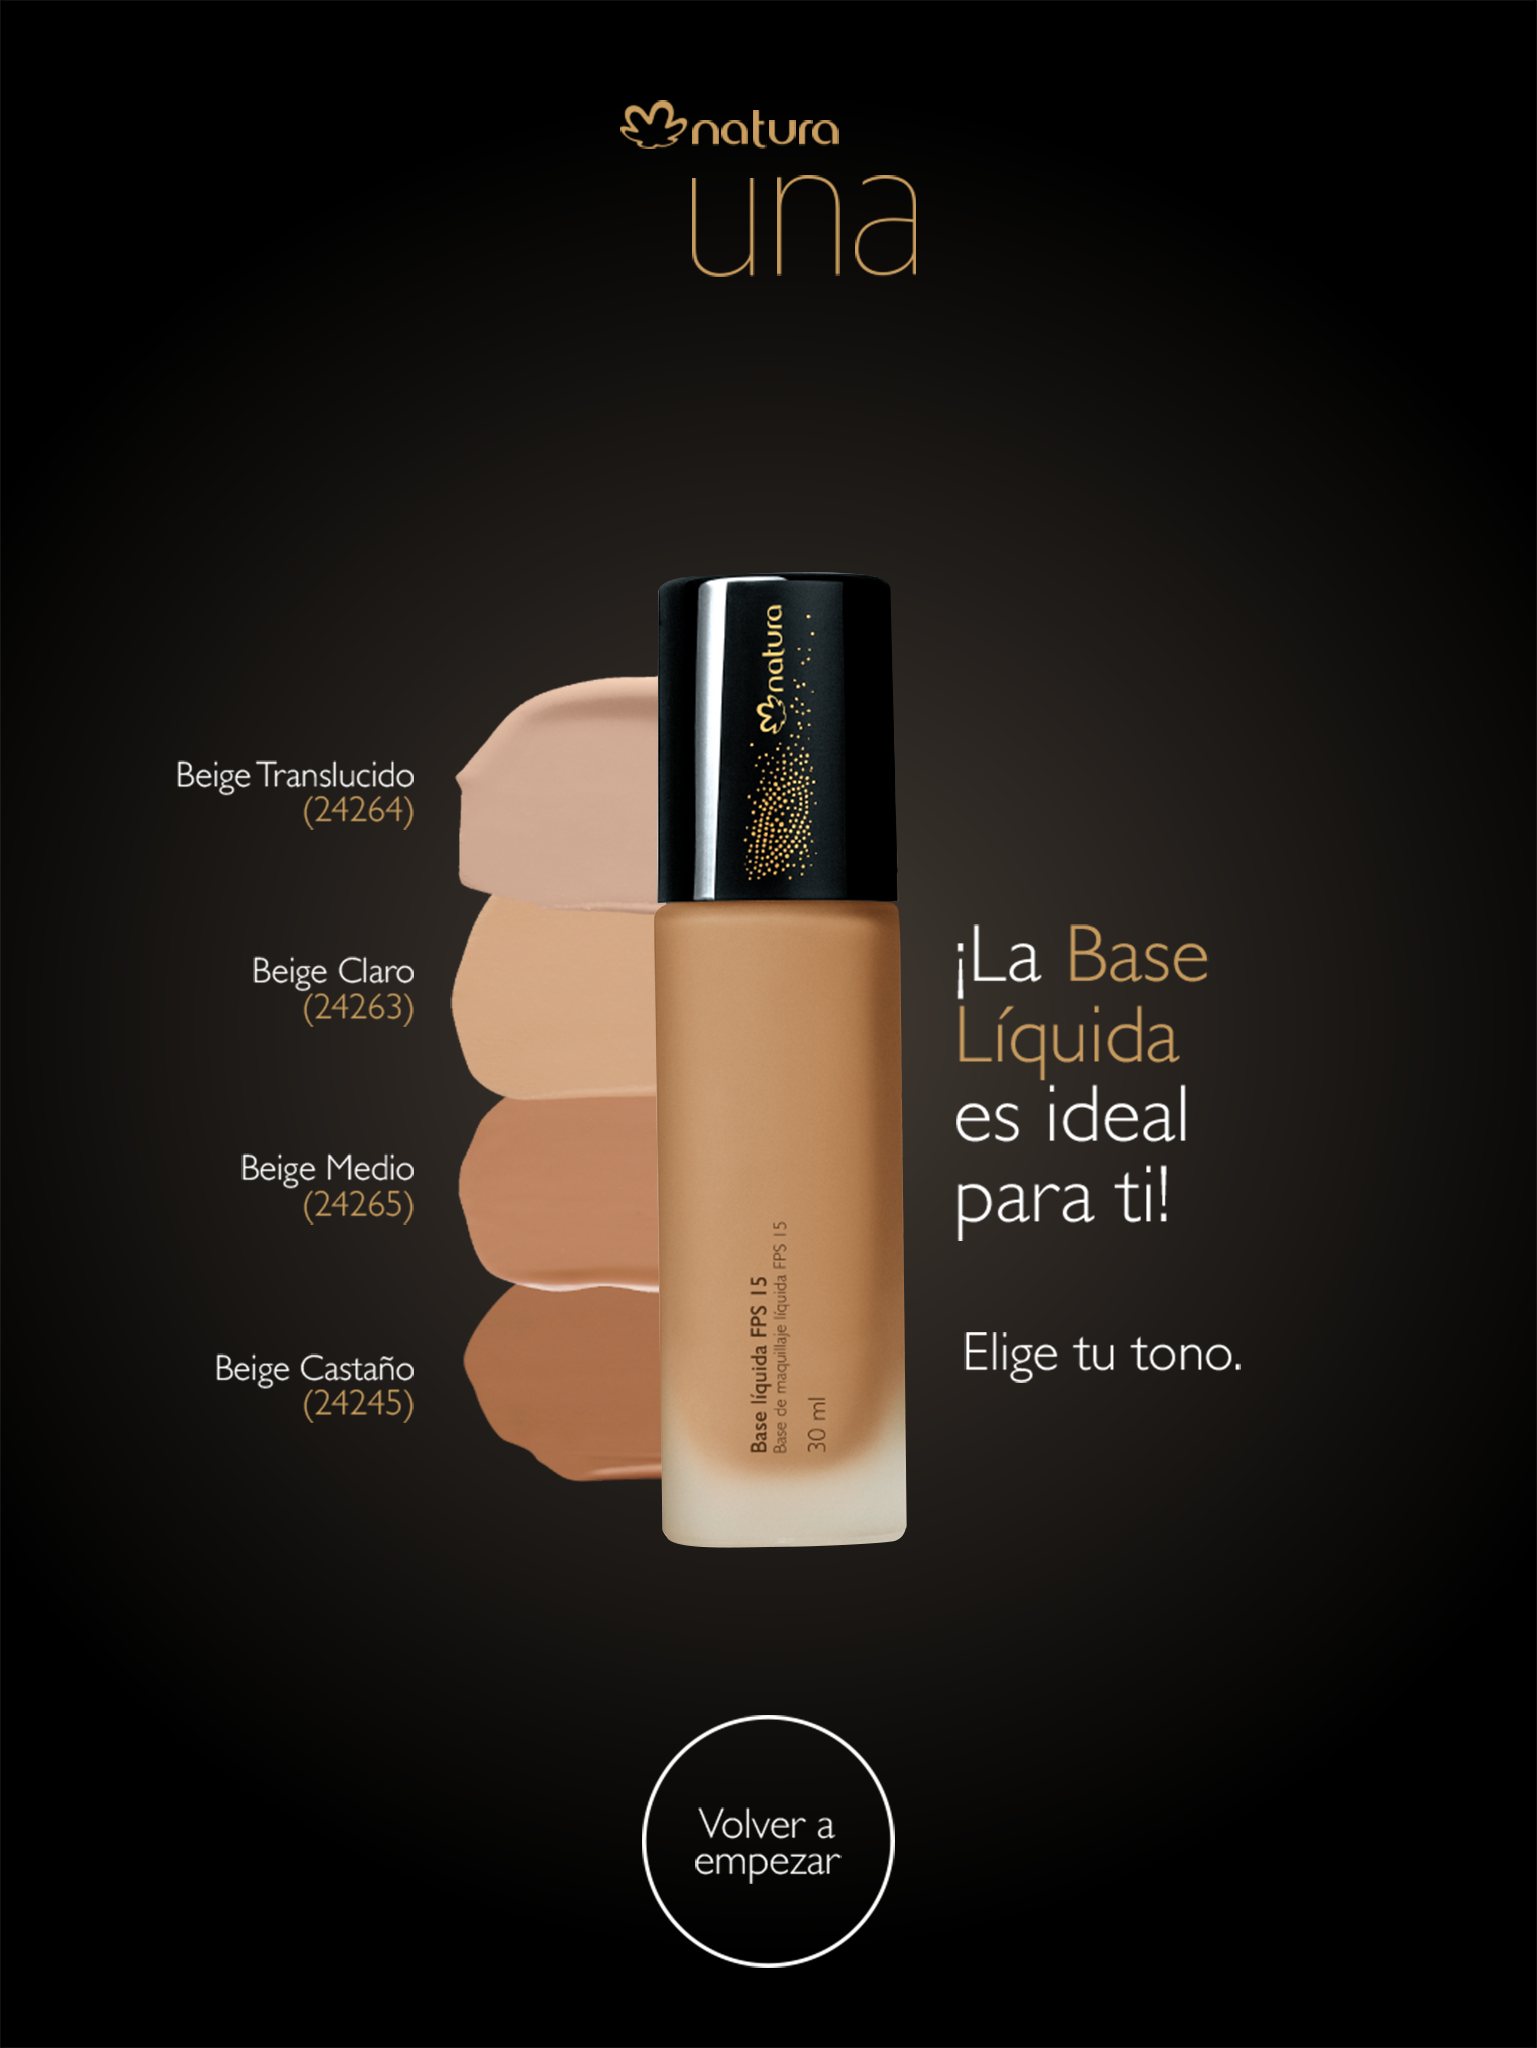 natura
una
natura
Beige Translucido
(24264)
Beige Claro
(24263)
Beige Medio
(24265)
Beige Castaño
(24245)
Base líquida FPS 15
Base de maquillaje líquida FPS 15
30 ml
¡La Base
Líquida
es ideal
para ti!
Elige tu tono.
Volver a
empezar